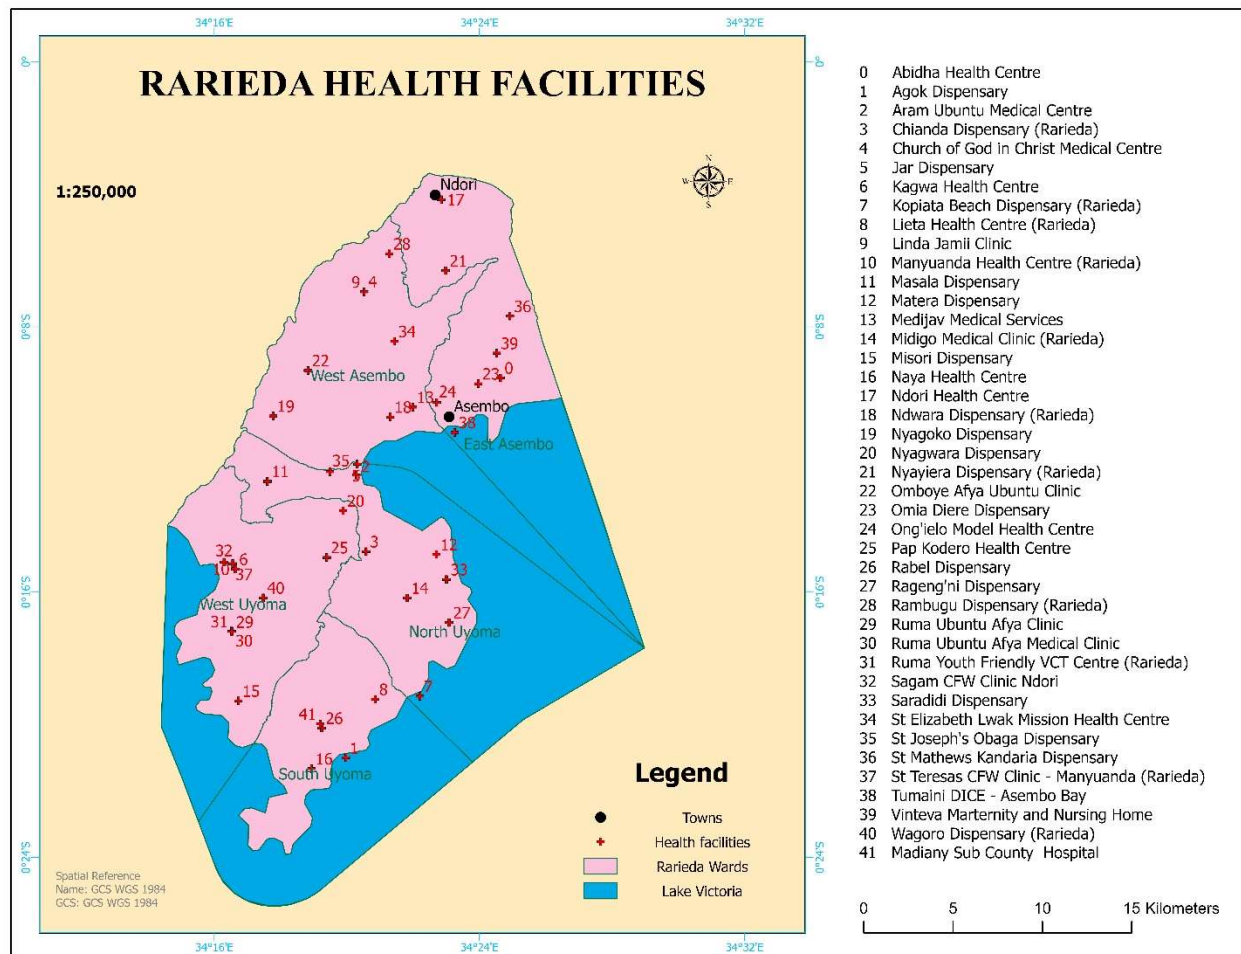 34°16'E
34°24'E
34°32'E
RARIEDA HEALTH FACILITIES
1:250,000
N
W
E
S
0°
0°
Ndori
17
28
21
9 4
36
0°8'S
0°8'S
34
39
22
0
23
West Asembo
24
13
19
18
Asembo
38
East Asembo
35
2
11
20
25
3
12
32
6
10
37
33
0°16'S
0°16'S
40
14
West Uyoma
31 29
30
27
North Uyoma
15
8
7
41 26
1
16
South Uyoma
Legend
Towns
Health facilities
Rarieda Wards
Lake Victoria
0°24'S
0°24'S
Spatial Reference
Name: GCS WGS 1984
GCS: GCS WGS 1984
34°16'E
34°24'E
34°32'E
0 Abidha Health Centre
1 Agok Dispensary
2 Aram Ubuntu Medical Centre
3 Chianda Dispensary (Rarieda)
4 Church of God in Christ Medical Centre
5 Jar Dispensary
6 Kagwa Health Centre
7 Kopiata Beach Dispensary (Rarieda)
8 Lieta Health Centre (Rarieda)
9 Linda Jamii Clinic
10 Manyuanda Health Centre (Rarieda)
11 Masala Dispensary
12 Matera Dispensary
13 Medijav Medical Services
14 Midigo Medical Clinic (Rarieda)
15 Misori Dispensary
16 Naya Health Centre
17 Ndori Health Centre
18 Ndwara Dispensary (Rarieda)
19 Nyagoko Dispensary
20 Nyagwara Dispensary
21 Nyayiera Dispensary (Rarieda)
22 Omboye Afya Ubuntu Clinic
23 Omia Diere Dispensary
24 Ong'ielo Model Health Centre
25 Pap Kodero Health Centre
26 Rabel Dispensary
27 Rageng'ni Dispensary
28 Rambugu Dispensary (Rarieda)
29 Ruma Ubuntu Afya Clinic
30 Ruma Ubuntu Afya Medical Clinic
31 Ruma Youth Friendly VCT Centre (Rarieda)
32 Sagam CFW Clinic Ndori
33 Saradidi Dispensary
34 St Elizabeth Lwak Mission Health Centre
35 St Joseph's Obaga Dispensary
36 St Mathews Kandaria Dispensary
37 St Teresas CFW Clinic - Manyuanda (Rarieda)
38 Tumaini DICE - Asembo Bay
39 Vinteva Marternity and Nursing Home
40 Wagoro Dispensary (Rarieda)
41 Madiany Sub County Hospital
0 5 10 15 Kilometers